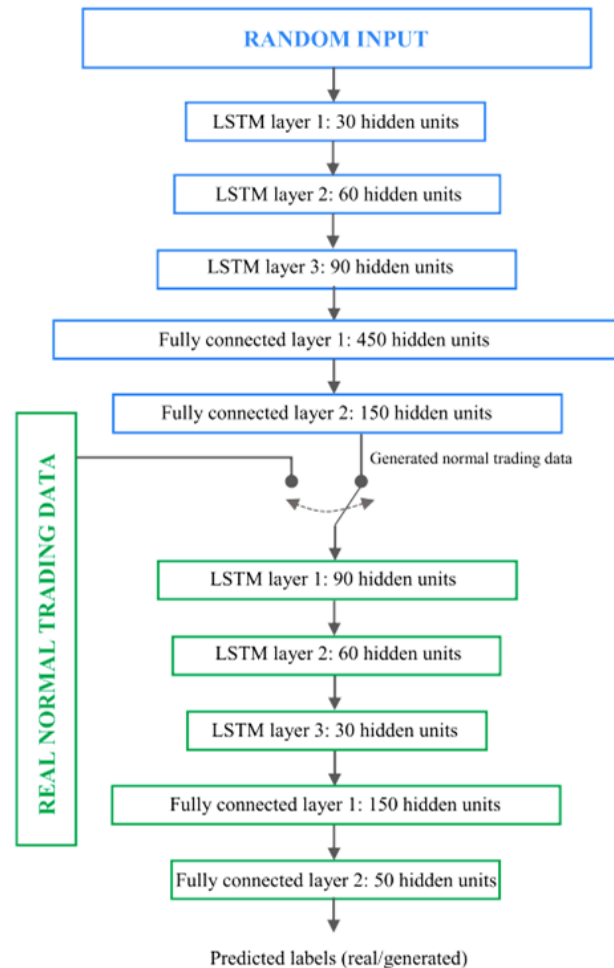 RANDOM INPUT
LSTM layer 1: 30 hidden units
LSTM layer 2: 60 hidden units
LSTM layer 3: 90 hidden units
Fully connected layer 1: 450 hidden units
Fully connected layer 2: 150 hidden units
Generated normal trading data
REAL NORMAL TRADING DATA
LSTM layer 1: 90 hidden units
LSTM layer 2: 60 hidden units
LSTM layer 3: 30 hidden units
Fully connected layer 1: 150 hidden units
Fully connected layer 2: 50 hidden units
Predicted labels (real/generated)